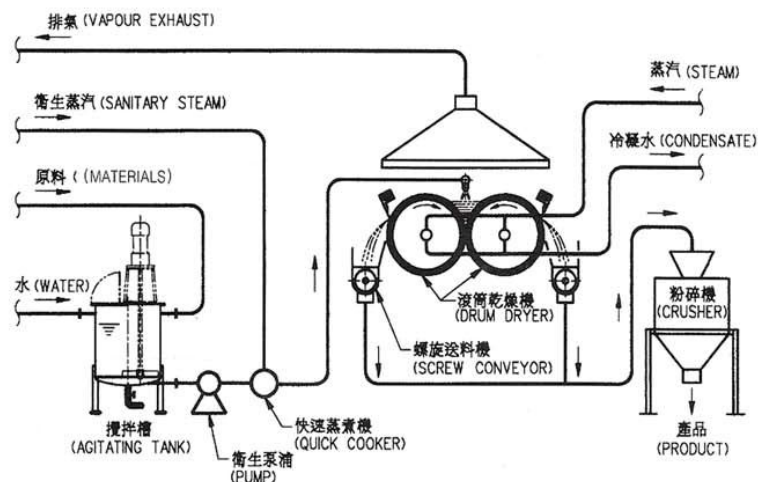 排氣 (VAPOUR EXHAUST)
衛生蒸汽 (SANITARY STEAM)
原料 ( (MATERIALS)
水 (WATER)
蒸汽 (STEAM)
冷凝水 (CONDENSATE)
滾筒乾燥機
(DRUM DRYER)
螺旋送料機
(SCREW CONVEYOR)
粉碎機
(CRUSHER)
攪拌槽
(AGITATING TANK)
衛生泵浦
(PUMP)
快速蒸煮機
(QUICK COOKER)
產品
(PRODUCT)